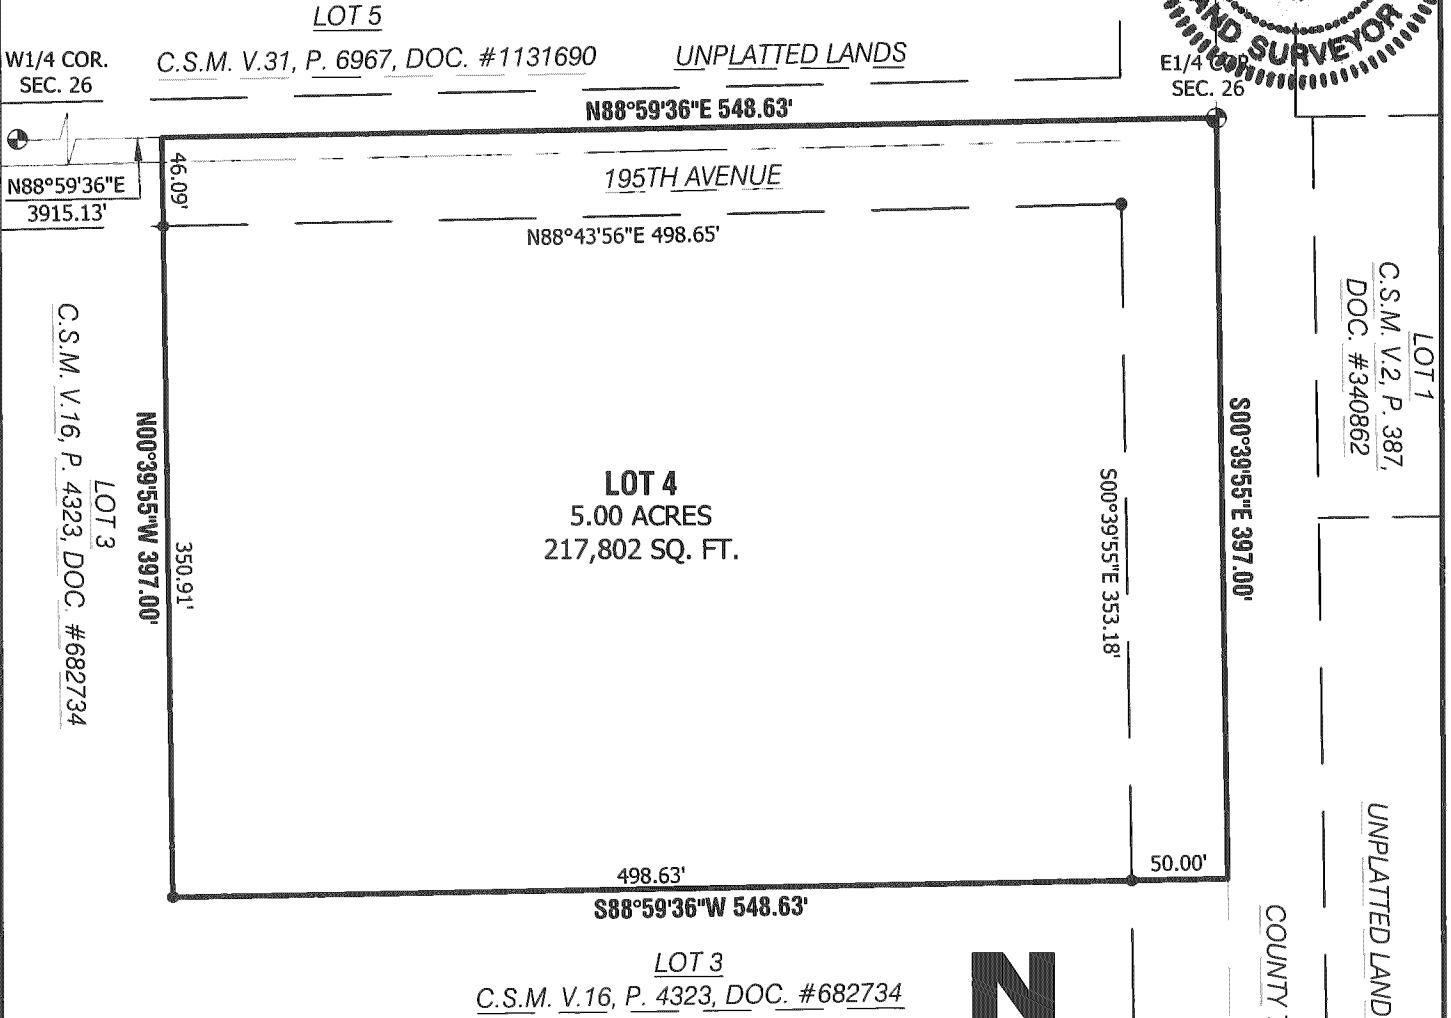 LOT 5
C.S.M. V.31, P. 6967, DOC. #1131690
UNPLATTED LANDS
LAND SURVEYOR
W1/4 COR.
SEC. 26
E1/4 COR.
SEC. 26
N88°59'36"E 548.63'
195TH AVENUE
46.09'
N88°59'36"E
3915.13'
N88°43'56"E 498.65'
LOT 1
C.S.M. V.2, P. 387,
DOC. #340862
LOT 3
C.S.M. V.16, P. 4323, DOC. #682734
N00°39'55"W 397.00'
350.91'
LOT 4
5.00 ACRES
217,802 SQ. FT.
S00°39'55"E 353.18'
S00°39'55"E 397.00'
498.63'
50.00'
S88°59'36"W 548.63'
LOT 3
C.S.M. V.16, P. 4323, DOC. #682734
N
COUNTY
UNPLATTED LAND